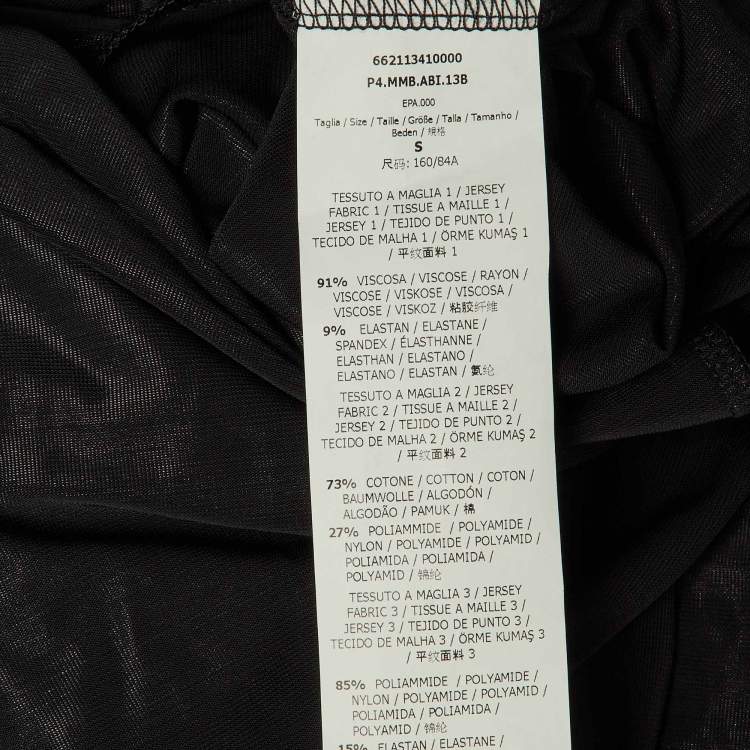 662113410000
P4.MMB.ABI.13B
EPA.000
Taglia / Size / Taille / Größe / Talla / Tamanho /
Beden / 规格
S
尺码: 160/84A
TESSUTO A MAGLIA 1 / JERSEY
FABRIC 1 / TISSUE A MAILLE 1 /
JERSEY 1 / TEJIDO DE PUNTO 1 /
TECIDO DE MALHA 1 / ÖRME KUMAŞ 1
/ 平纹面料 1
91% VISCOSA / VISCOSE / RAYON /
VISCOSE / VISKOSE / VISCOSA /
VISCOSE / VISKOZ / 粘胶纤维
9% ELASTAN / ELASTANE /
SPANDEX / ÉLASTHANNE /
ELASTHAN / ELASTANO /
ELASTANO / ELASTAN / 氨纶
TESSUTO A MAGLIA 2 / JERSEY
FABRIC 2 / TISSUE A MAILLE 2 /
JERSEY 2 / TEJIDO DE PUNTO 2 /
TECIDO DE MALHA 2 / ÖRME KUMAŞ 2
/ 平纹面料 2
73% COTONE / COTTON / COTON /
BAUMWOLLE / ALGODÓN /
ALGODÃO / PAMUK / 棉
27% POLIAMMIDE / POLYAMIDE /
NYLON / POLYAMIDE / POLYAMID /
POLIAMIDA / POLIAMIDA /
POLYAMID / 锦纶
TESSUTO A MAGLIA 3 / JERSEY
FABRIC 3 / TISSUE A MAILLE 3 /
JERSEY 3 / TEJIDO DE PUNTO 3 /
TECIDO DE MALHA 3 / ÖRME KUMAŞ 3
/ 平纹面料 3
85% POLIAMMIDE / POLYAMIDE /
NYLON / POLYAMIDE / POLYAMID /
POLIAMIDA / POLIAMIDA /
POLYAMID / 锦纶
15% ELASTAN / ELASTANE /